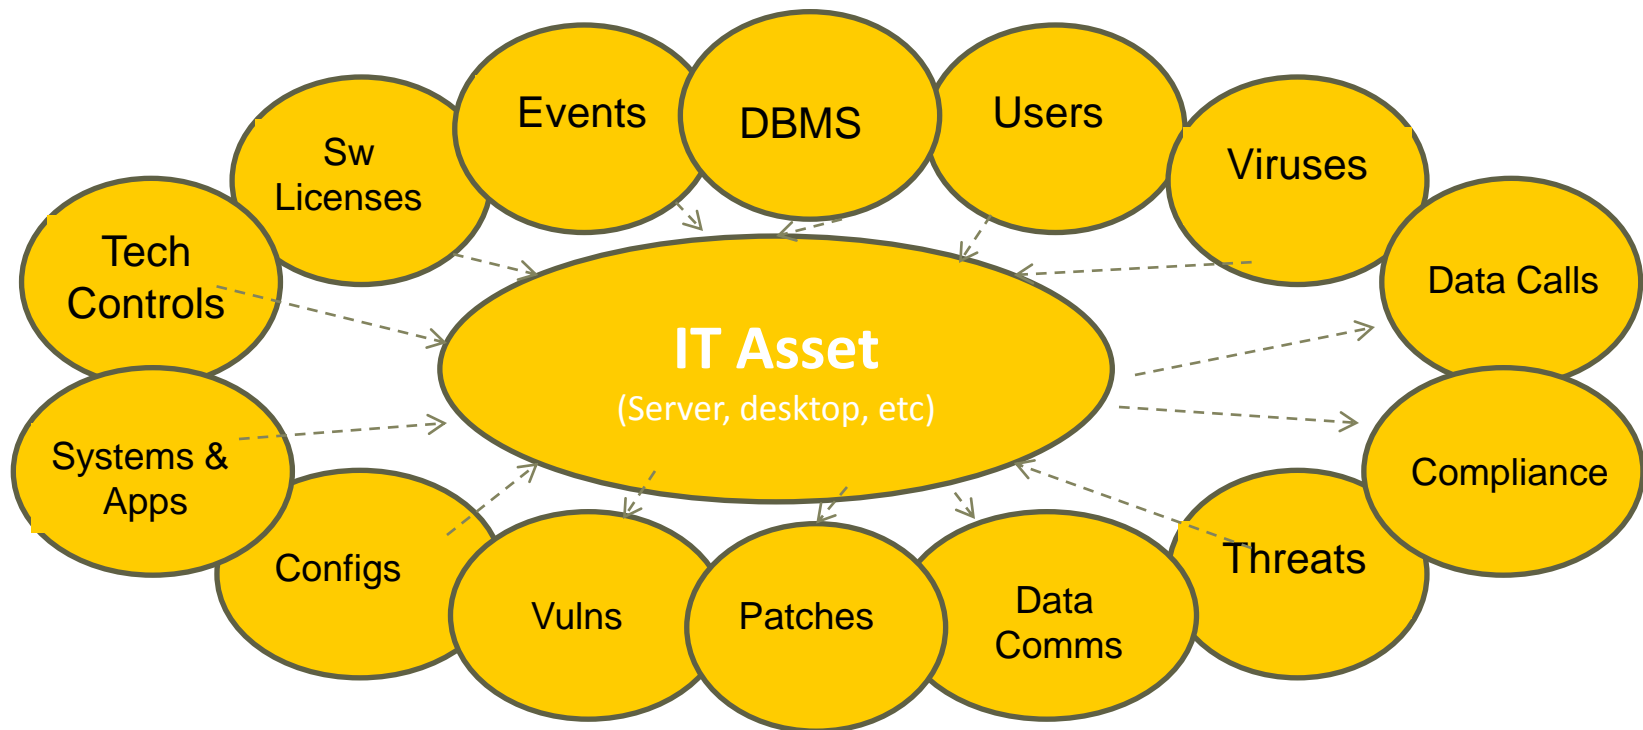 Events
DBMS
Users
Sw
Licenses
Viruses
Tech
Controls
Data Calls
IT Asset
(Server, desktop, etc)
Systems &
Apps
Compliance
Configs
Threats
Vulns
Patches
Data
Comms